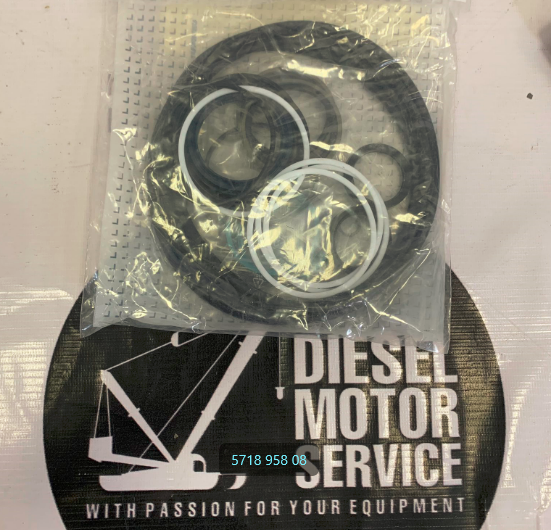 DIESEL
MOTOR
5718 958 08
SERVICE
WITH PASSION FOR YOUR EQUIPMENT